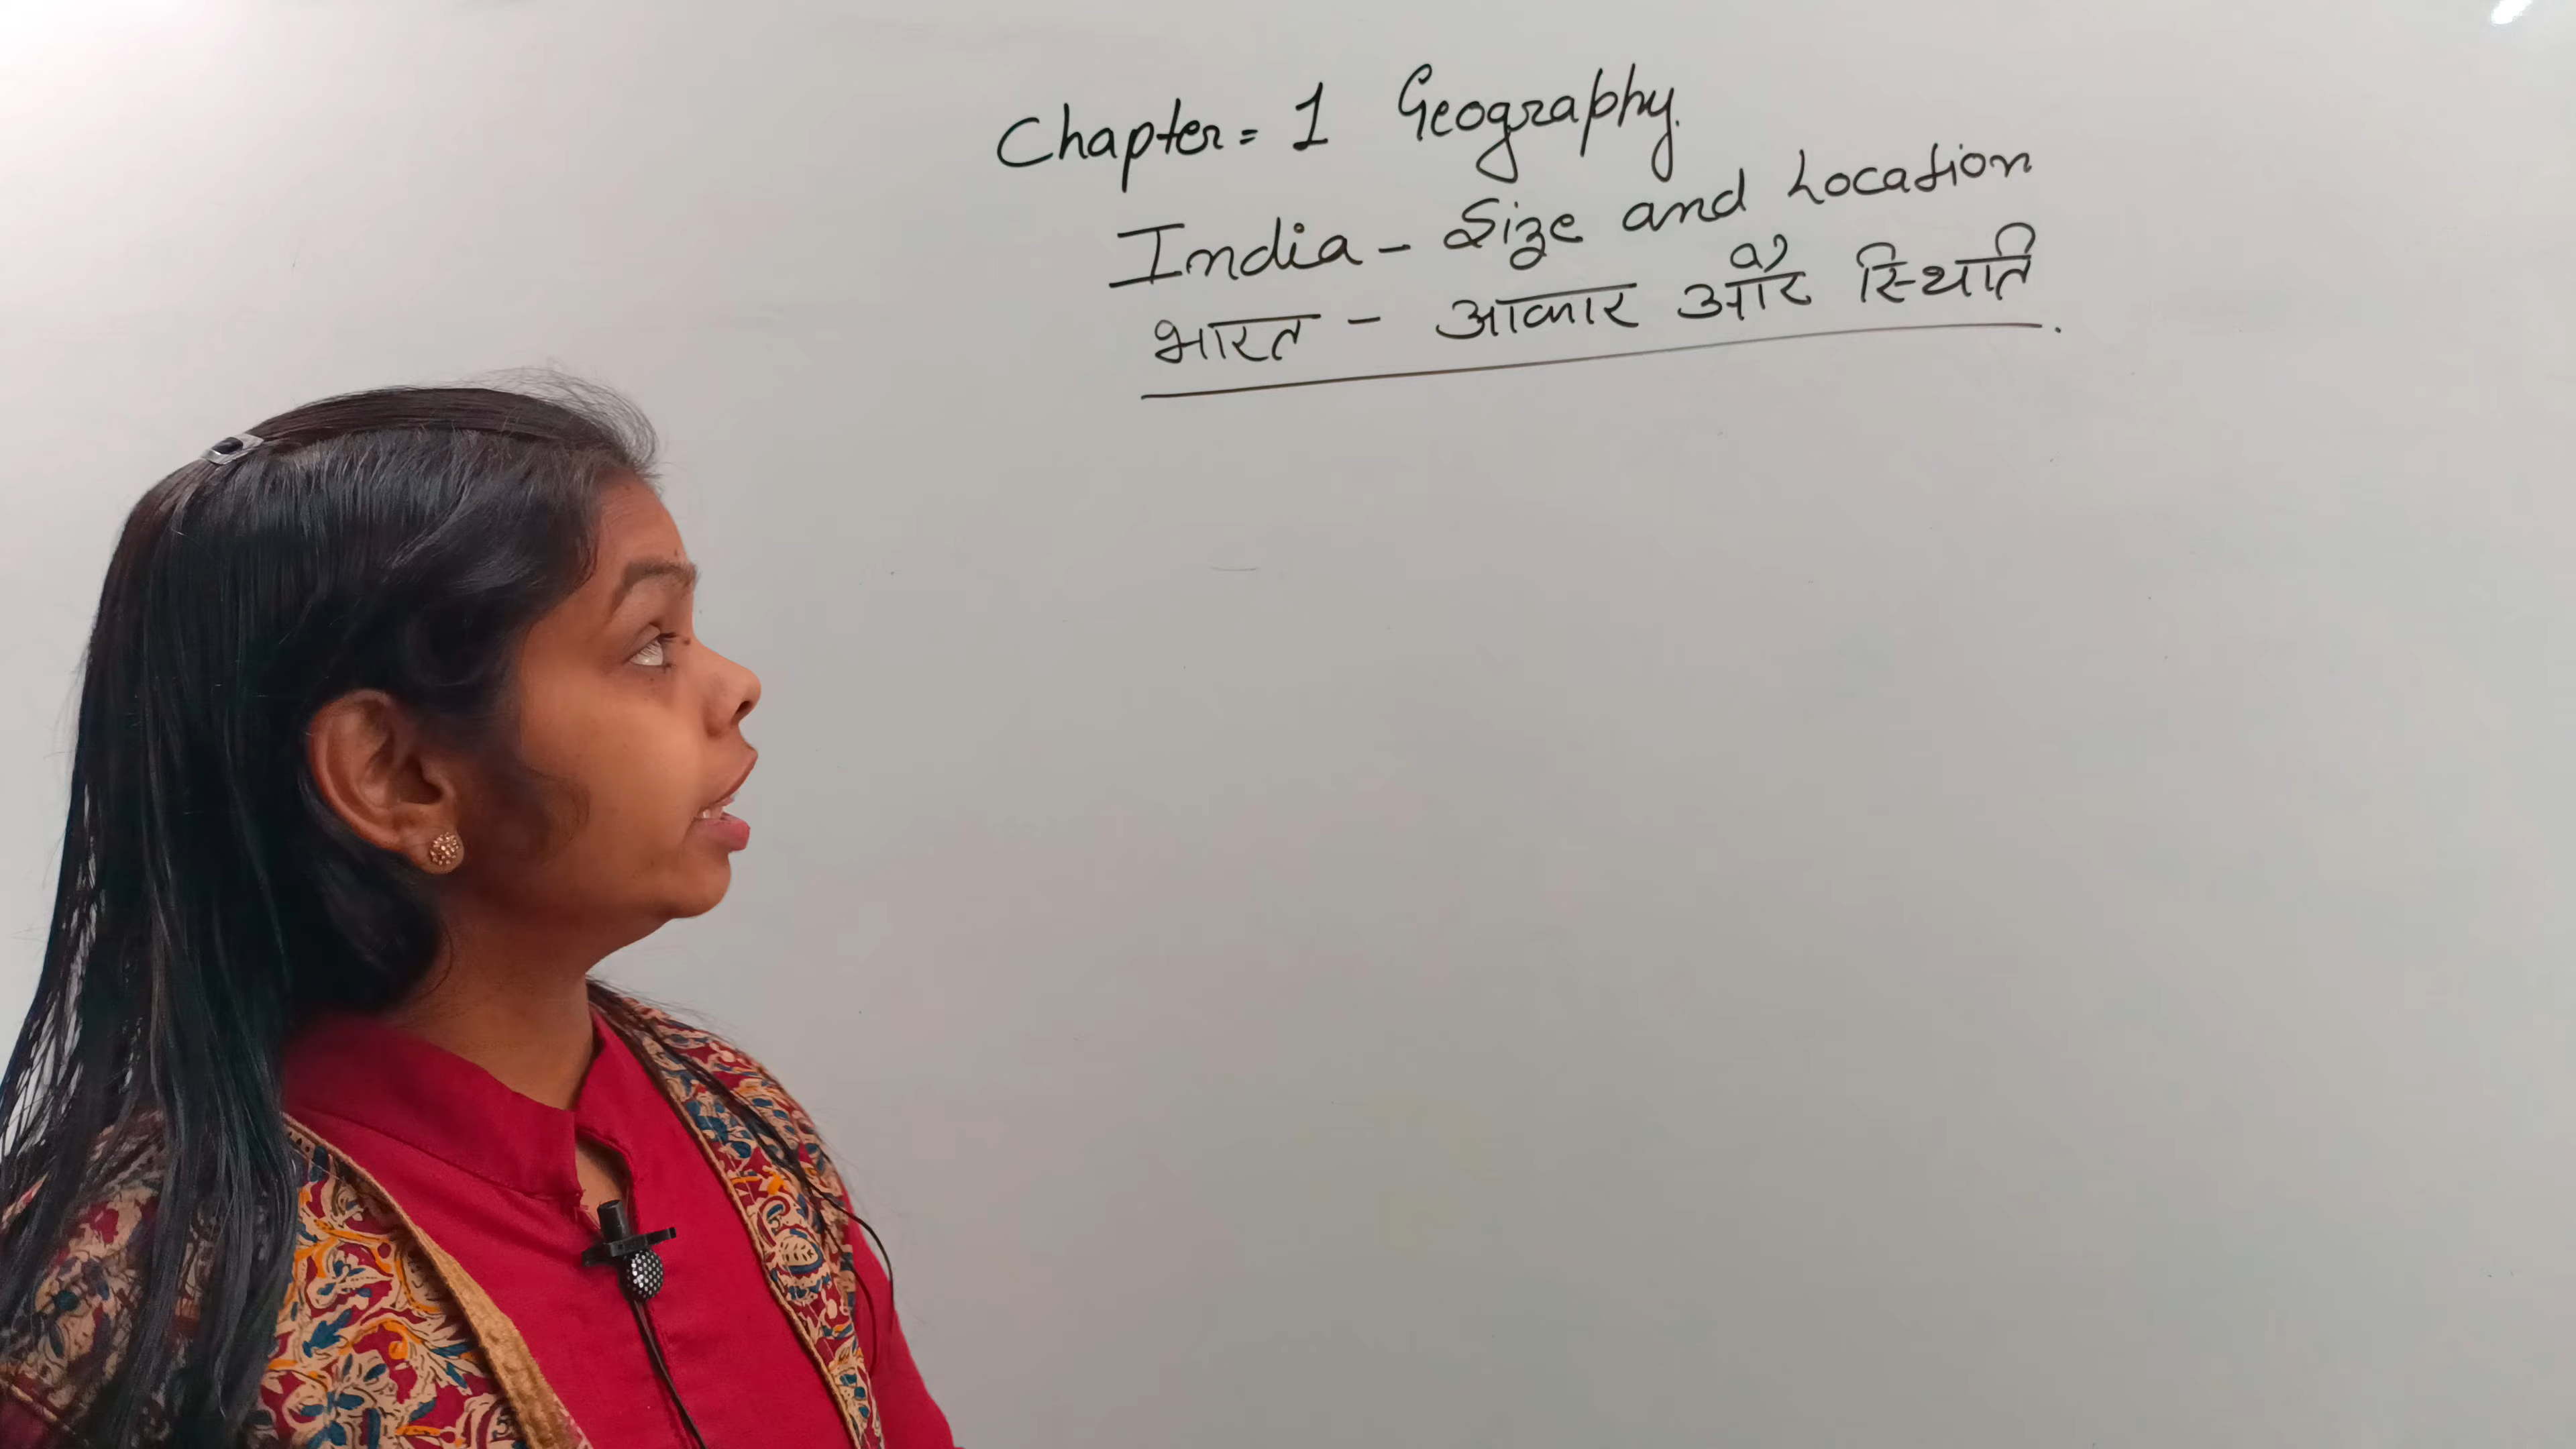 Chapter = 1 Geography.
India - Size and Location
भारत - आकार और स्थिति.